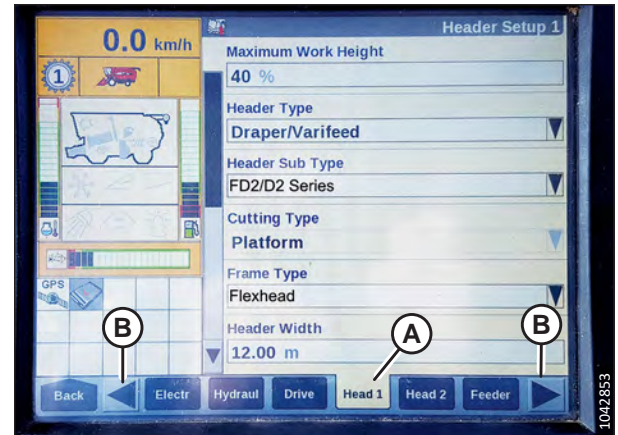 0.0 km/h
Header Setup 1
1
Maximum Work Height
40 %
Header Type
Draper/Varifeed
Header Sub Type
FD2/D2 Series
Cutting Type
Platform
Frame Type
Flexhead
GPS
Header Width
12.00 m
B
A
B
Back
Electr
Hydraul
Drive
Head 1
Head 2
Feeder
1042853